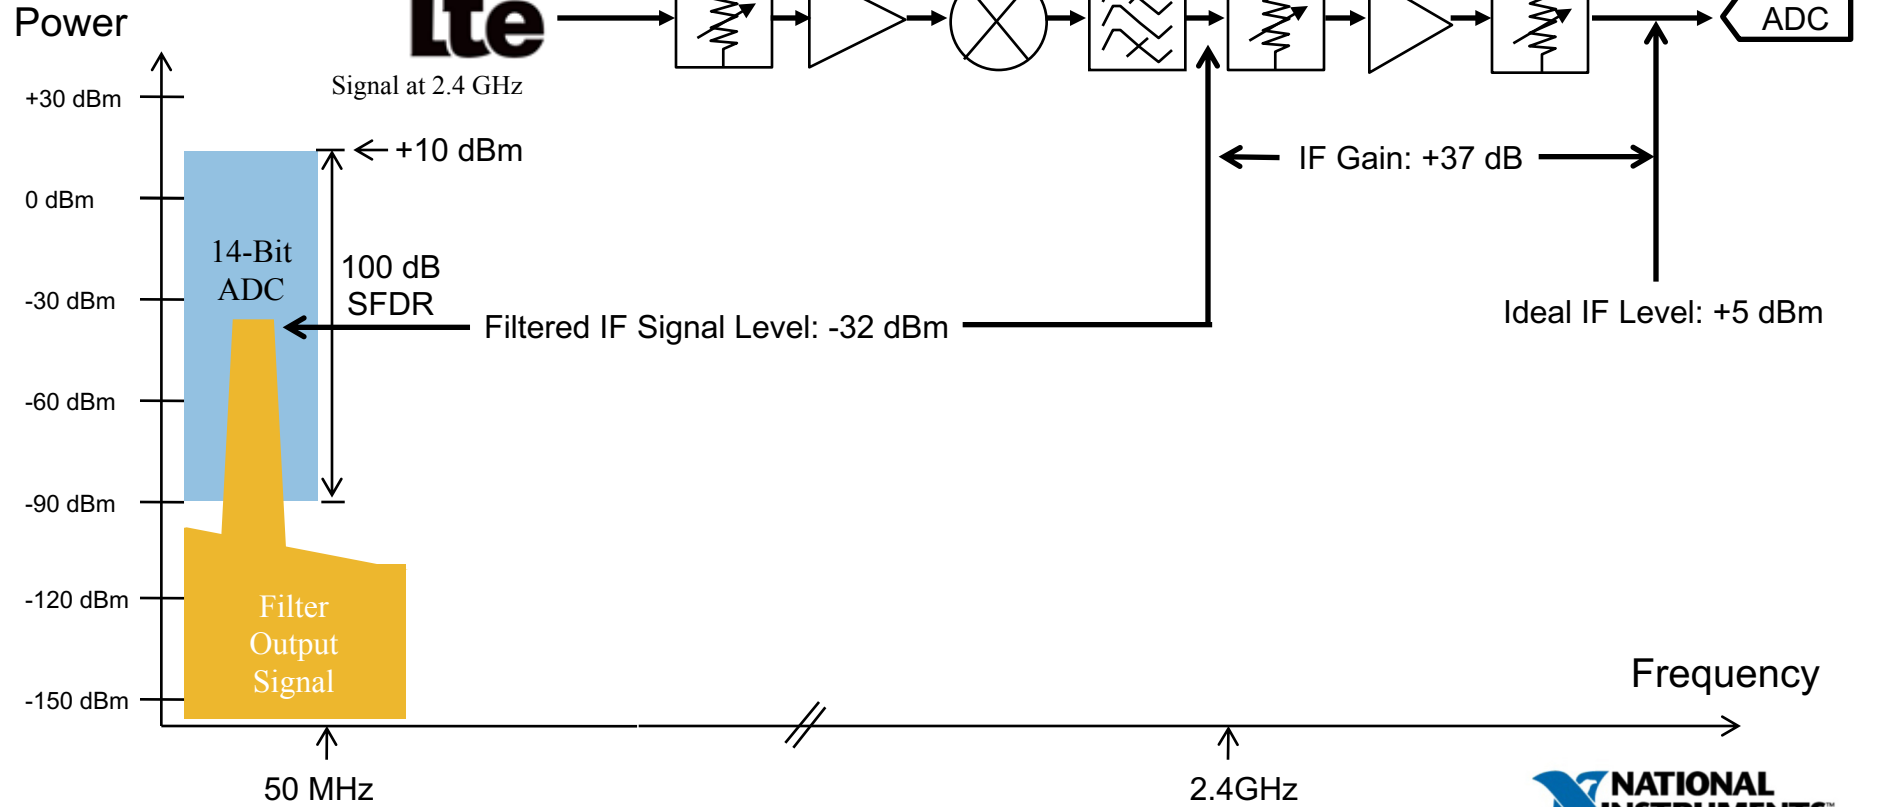 Power
lte
ADC
Signal at 2.4 GHz
+30 dBm
+10 dBm
IF Gain: +37 dB
0 dBm
14-Bit
ADC
100 dB
SFDR
-30 dBm
Filtered IF Signal Level: -32 dBm
Ideal IF Level: +5 dBm
-60 dBm
-90 dBm
-120 dBm
Filter
Output
Signal
-150 dBm
Frequency
50 MHz
2.4GHz
NATIONAL
INSTRUMENTS™